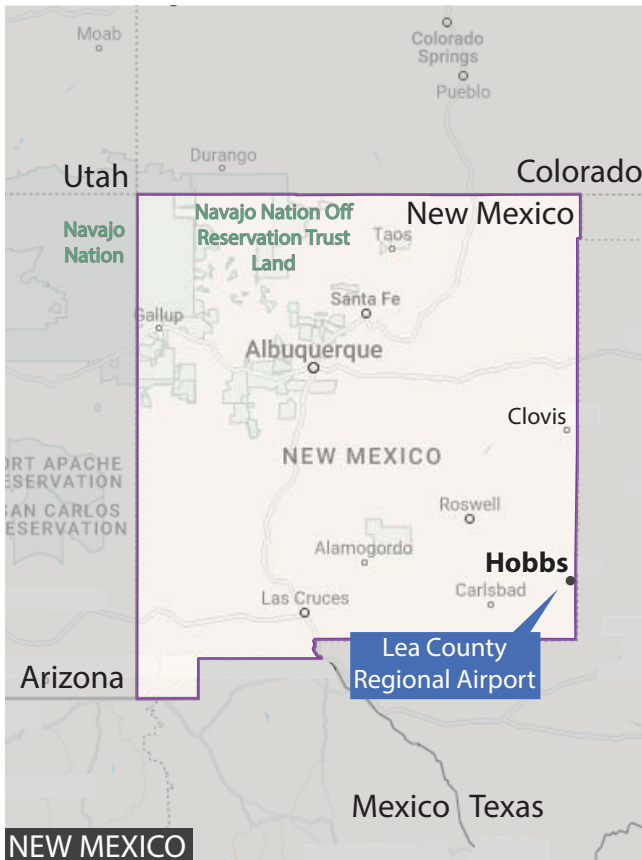 Moab
Colorado
Springs
Pueblo
Durango
Utah
Colorado
Navajo
Nation
Navajo Nation Off
Reservation Trust
Land
New Mexico
Taos
Santa Fe
Gallup
Albuquerque
Clovis
NEW MEXICO
ORT APACHE
ESERVATION
SAN CARLOS
ESERVATION
Roswell
Alamogordo
Hobbs
Carlsbad
Las Cruces
Lea County
Regional Airport
Arizona
Mexico
Texas
NEW MEXICO